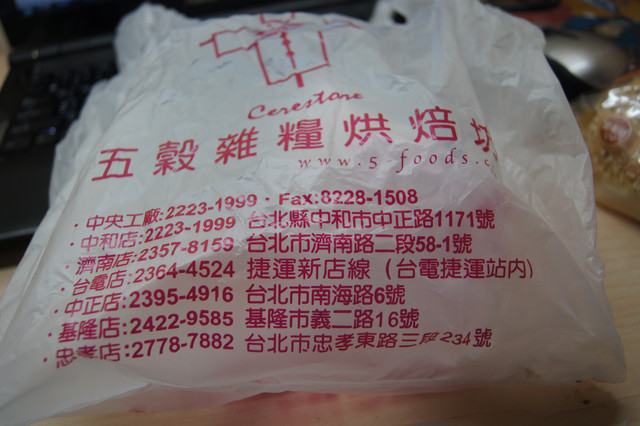 Cerestore
五穀雜糧烘焙坊
www.5-foods.c
·中央工廠:2223-1999·Fax:8228-1508
·中和店:2223-1999 台北縣中和市中正路1171號
·濟南店:2357-8159 台北市濟南路二段58-1號
·台電店:2364-4524 捷運新店線(台電捷運站內)
·中正店:2395-4916 台北市南海路6號
·基隆店:2422-9585 基隆市義二路16號
·忠孝店:2778-7882 台北市忠孝東路三段234號